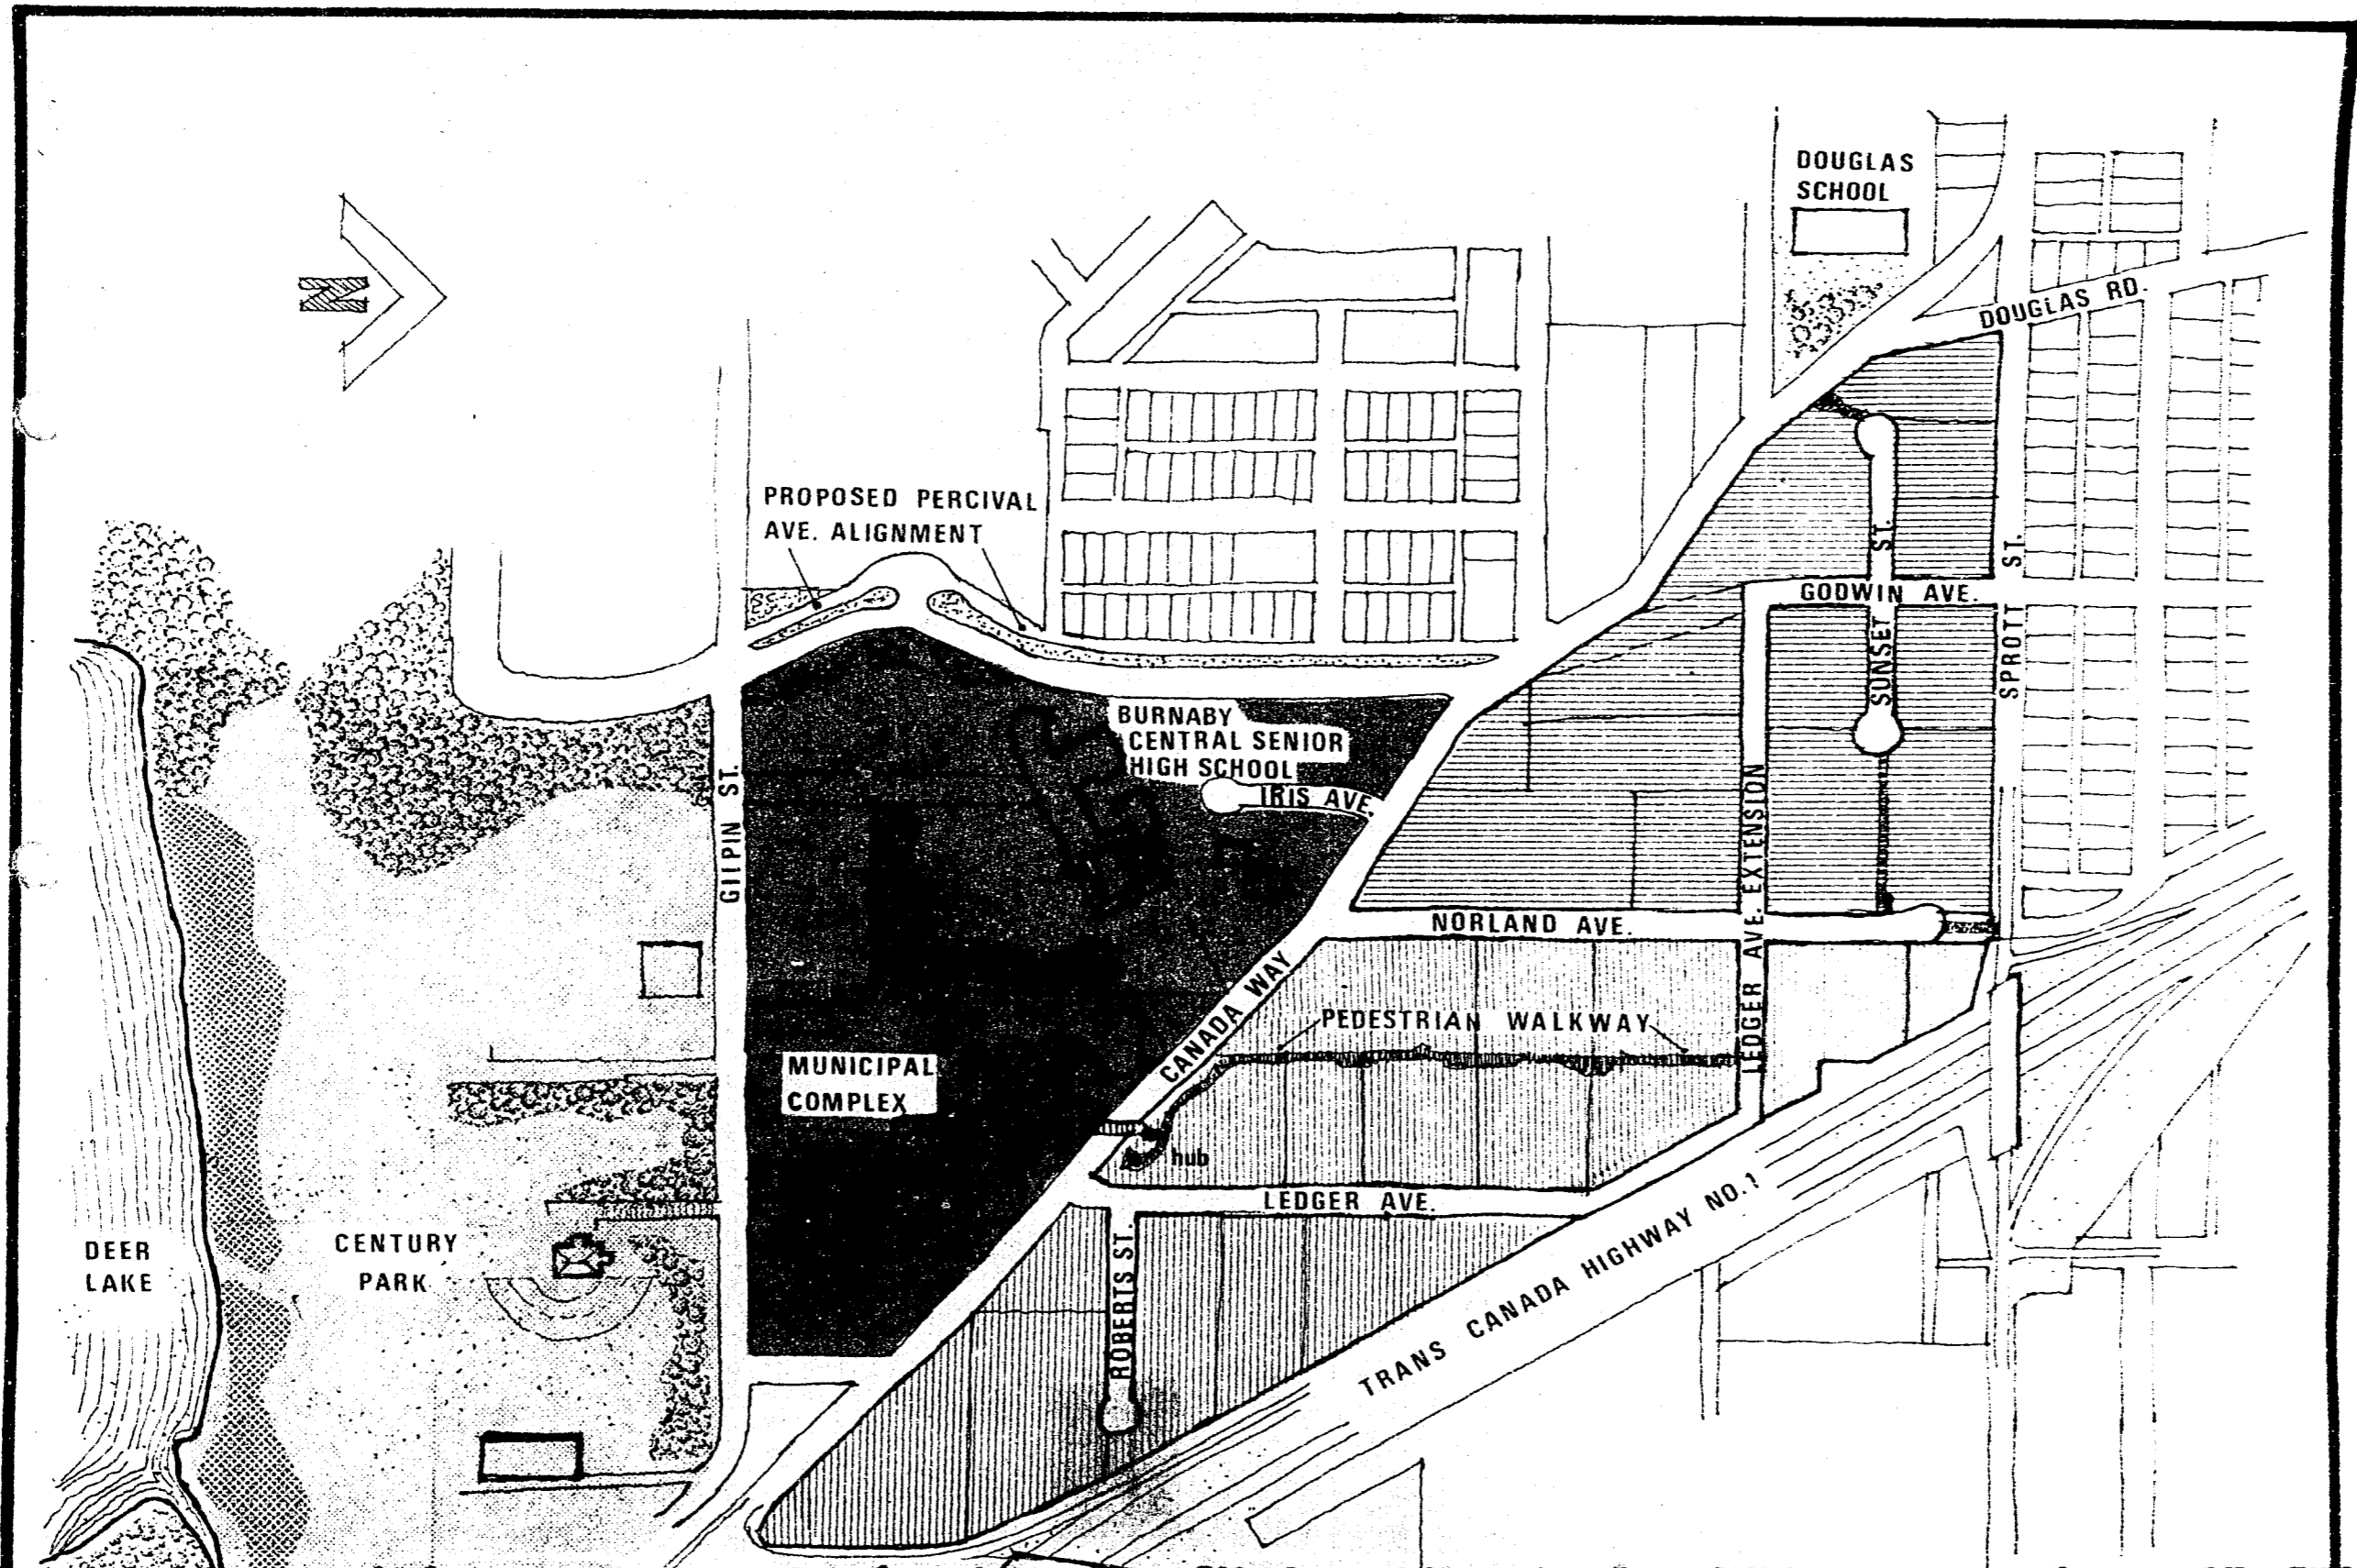 DOUGLAS
SCHOOL
N
DOUGLAS RD.
PROPOSED PERCIVAL
AVE. ALIGNMENT
SUNSET ST.
GODWIN AVE.
SPROTT ST.
BURNABY
CENTRAL SENIOR
HIGH SCHOOL
IRIS AVE.
GILPIN ST.
LEDGER AVE. EXTENSION
NORLAND AVE.
CANADA WAY
PEDESTRIAN WALKWAY
MUNICIPAL
COMPLEX
hub
LEDGER AVE.
ROBERTS ST.
DEER
LAKE
CENTURY
PARK
TRANS CANADA HIGHWAY NO.1